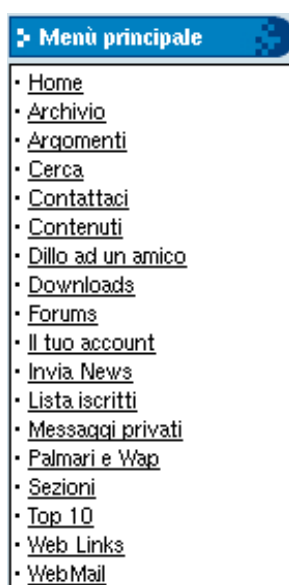 Menù principale
· Home
· Archivio
· Argomenti
· Cerca
· Contattaci
· Contenuti
· Dillo ad un amico
· Downloads
· Forums
· Il tuo account
· Invia News
· Lista iscritti
· Messaggi privati
· Palmari e Wap
· Sezioni
· Top 10
· Web Links
· WebMail